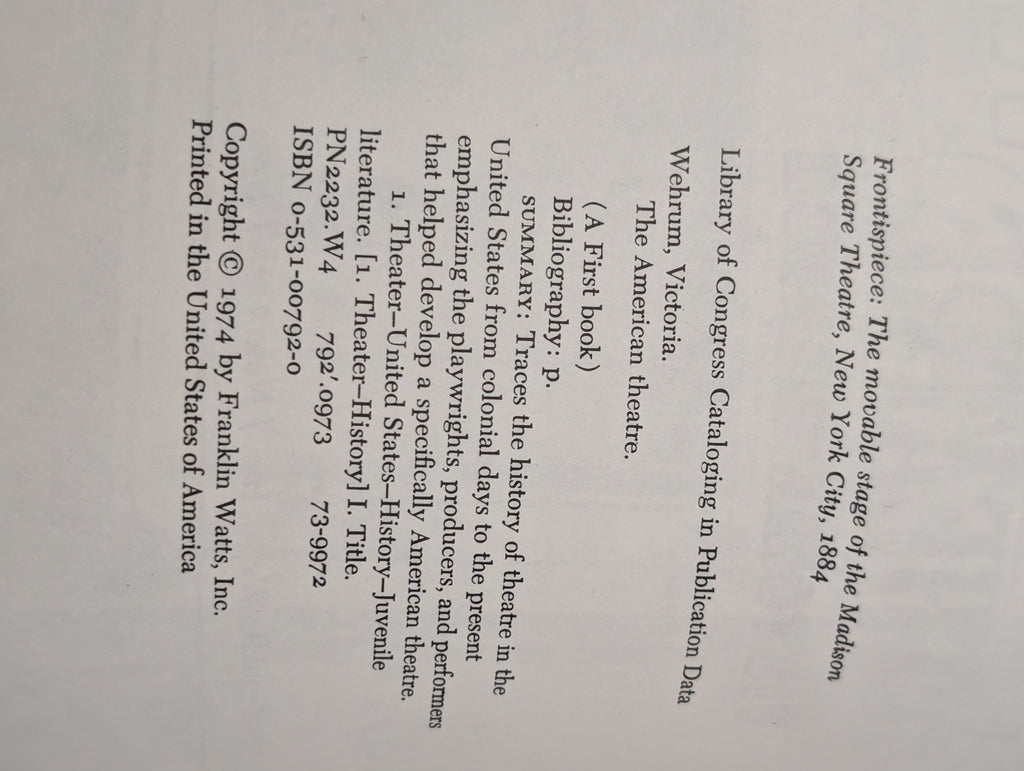 Frontispiece: The movable stage of the Madison
Square Theatre, New York City, 1884
Library of Congress Cataloging in Publication Data
Wehrum, Victoria.
The American theatre.
(A First book)
Bibliography: p.
SUMMARY: Traces the history of theatre in the
United States from colonial days to the present
emphasizing the playwrights, producers, and performers
that helped develop a specifically American theatre.
1. Theater—United States—History—Juvenile
literature. [1. Theater—History] I. Title.
PN2232.W4 792'.0973 73-9972
ISBN 0-531-00792-0
Copyright © 1974 by Franklin Watts, Inc.
Printed in the United States of America